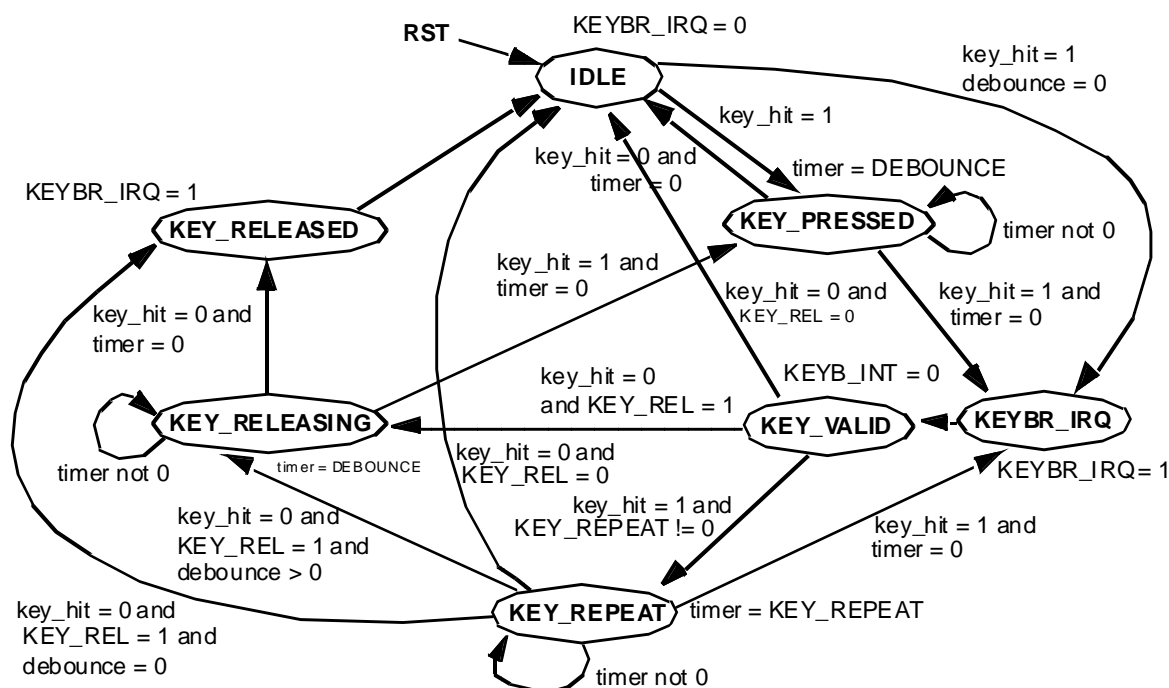 KEYBR_IRQ = 0
RST
IDLE
key_hit = 1
debounce = 0
key_hit = 1
key_hit = 0 and
timer = 0
timer = DEBOUNCE
KEYBR_IRQ = 1
KEY_RELEASED
KEY_PRESSED
timer not 0
key_hit = 1 and
timer = 0
key_hit = 0 and
KEY_REL = 0
key_hit = 1 and
timer = 0
key_hit = 0 and
timer = 0
key_hit = 0
and KEY_REL = 1
KEYB_INT = 0
KEY_RELEASING
KEY_VALID
KEYBR_IRQ
timer not 0
timer = DEBOUNCE
key_hit = 0 and
KEY_REL = 0
KEYBR_IRQ= 1
key_hit = 0 and
KEY_REL = 1 and
debounce > 0
key_hit = 1 and
KEY_REPEAT != 0
key_hit = 1 and
timer = 0
key_hit = 0 and
KEY_REL = 1 and
debounce = 0
KEY_REPEAT
timer = KEY_REPEAT
timer not 0